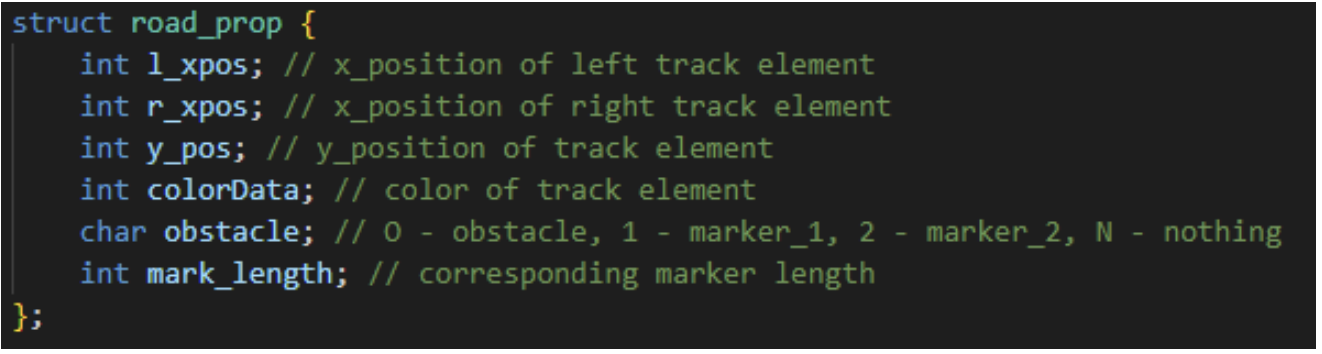 struct road_prop {
    int l_xpos; // x_position of left track element
    int r_xpos; // x_position of right track element
    int y_pos; // y_position of track element
    int colorData; // color of track element
    char obstacle; // O - obstacle, 1 - marker_1, 2 - marker_2, N - nothing
    int mark_length; // corresponding marker length
};